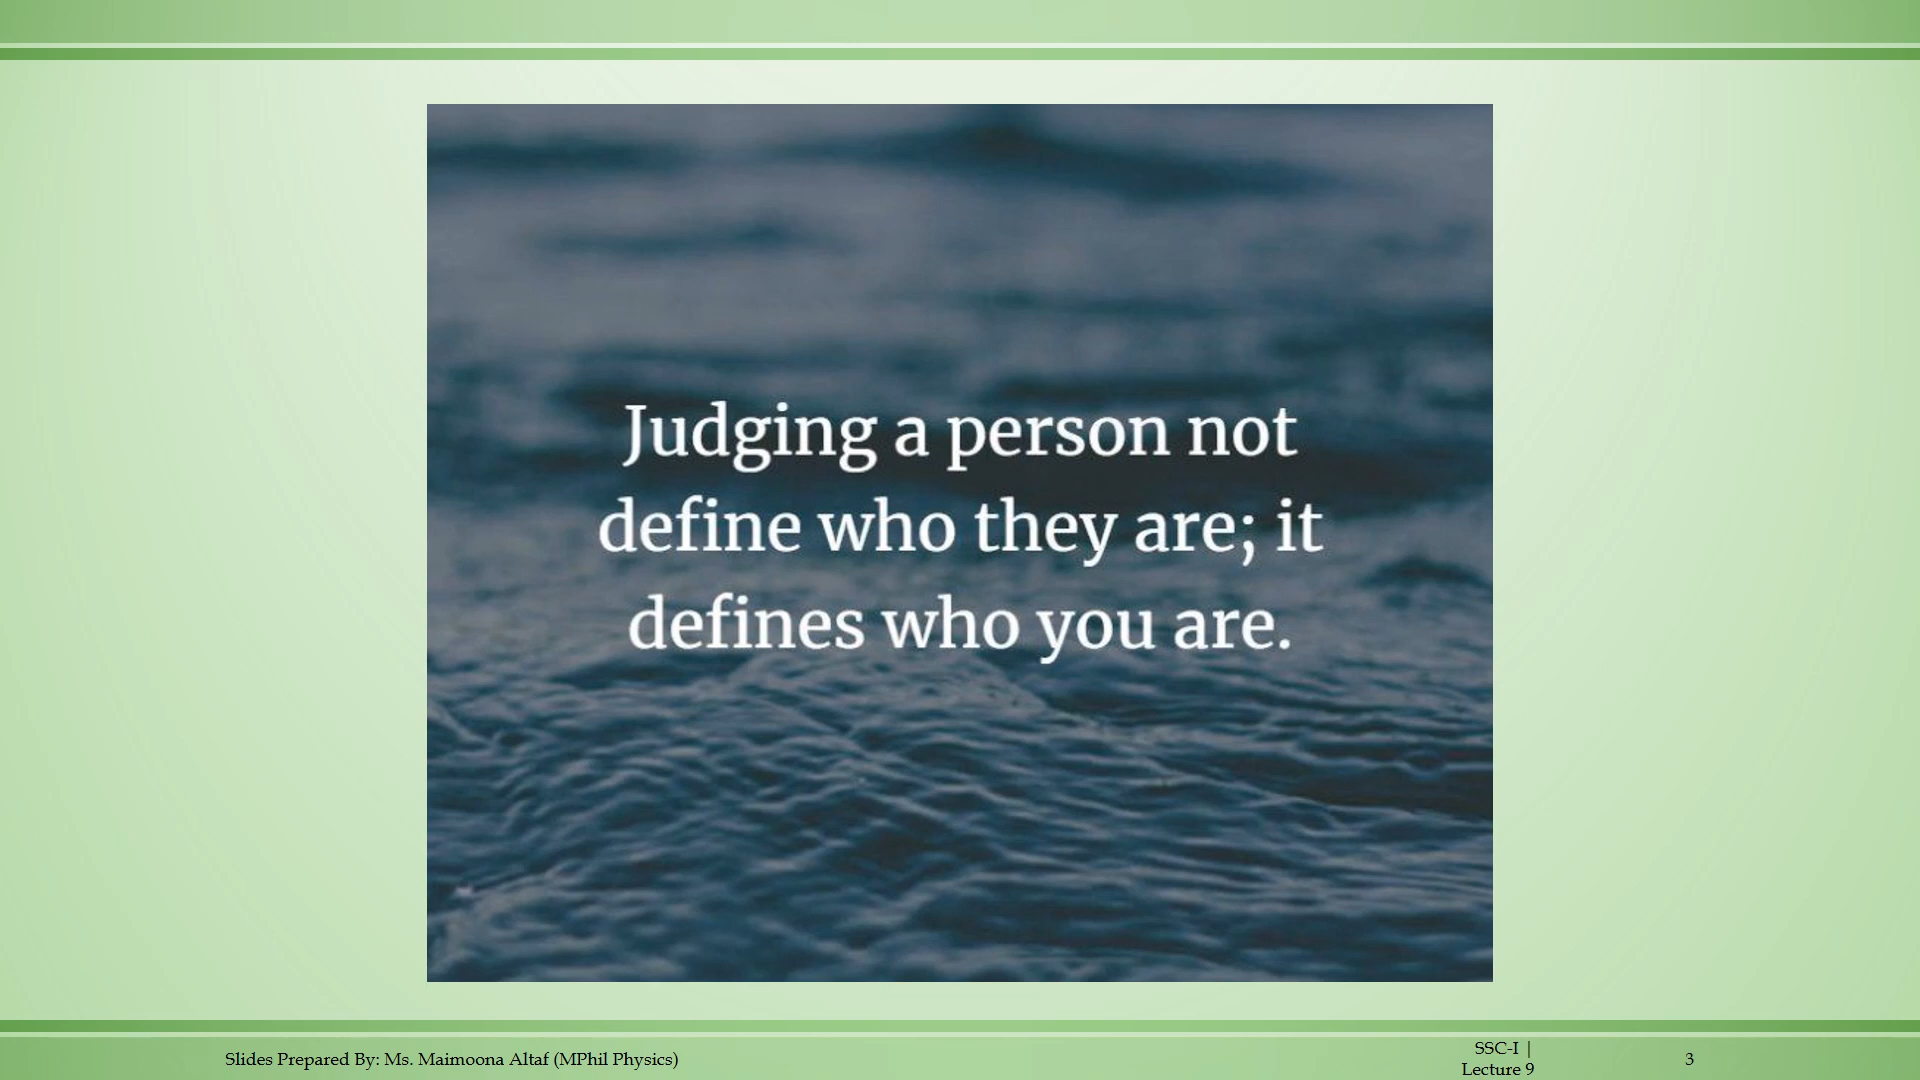 Judging a person not
define who they are; it
defines who you are.
Slides Prepared By: Ms. Maimoona Altaf (MPhil Physics)
SSC-I |
Lecture 9
3